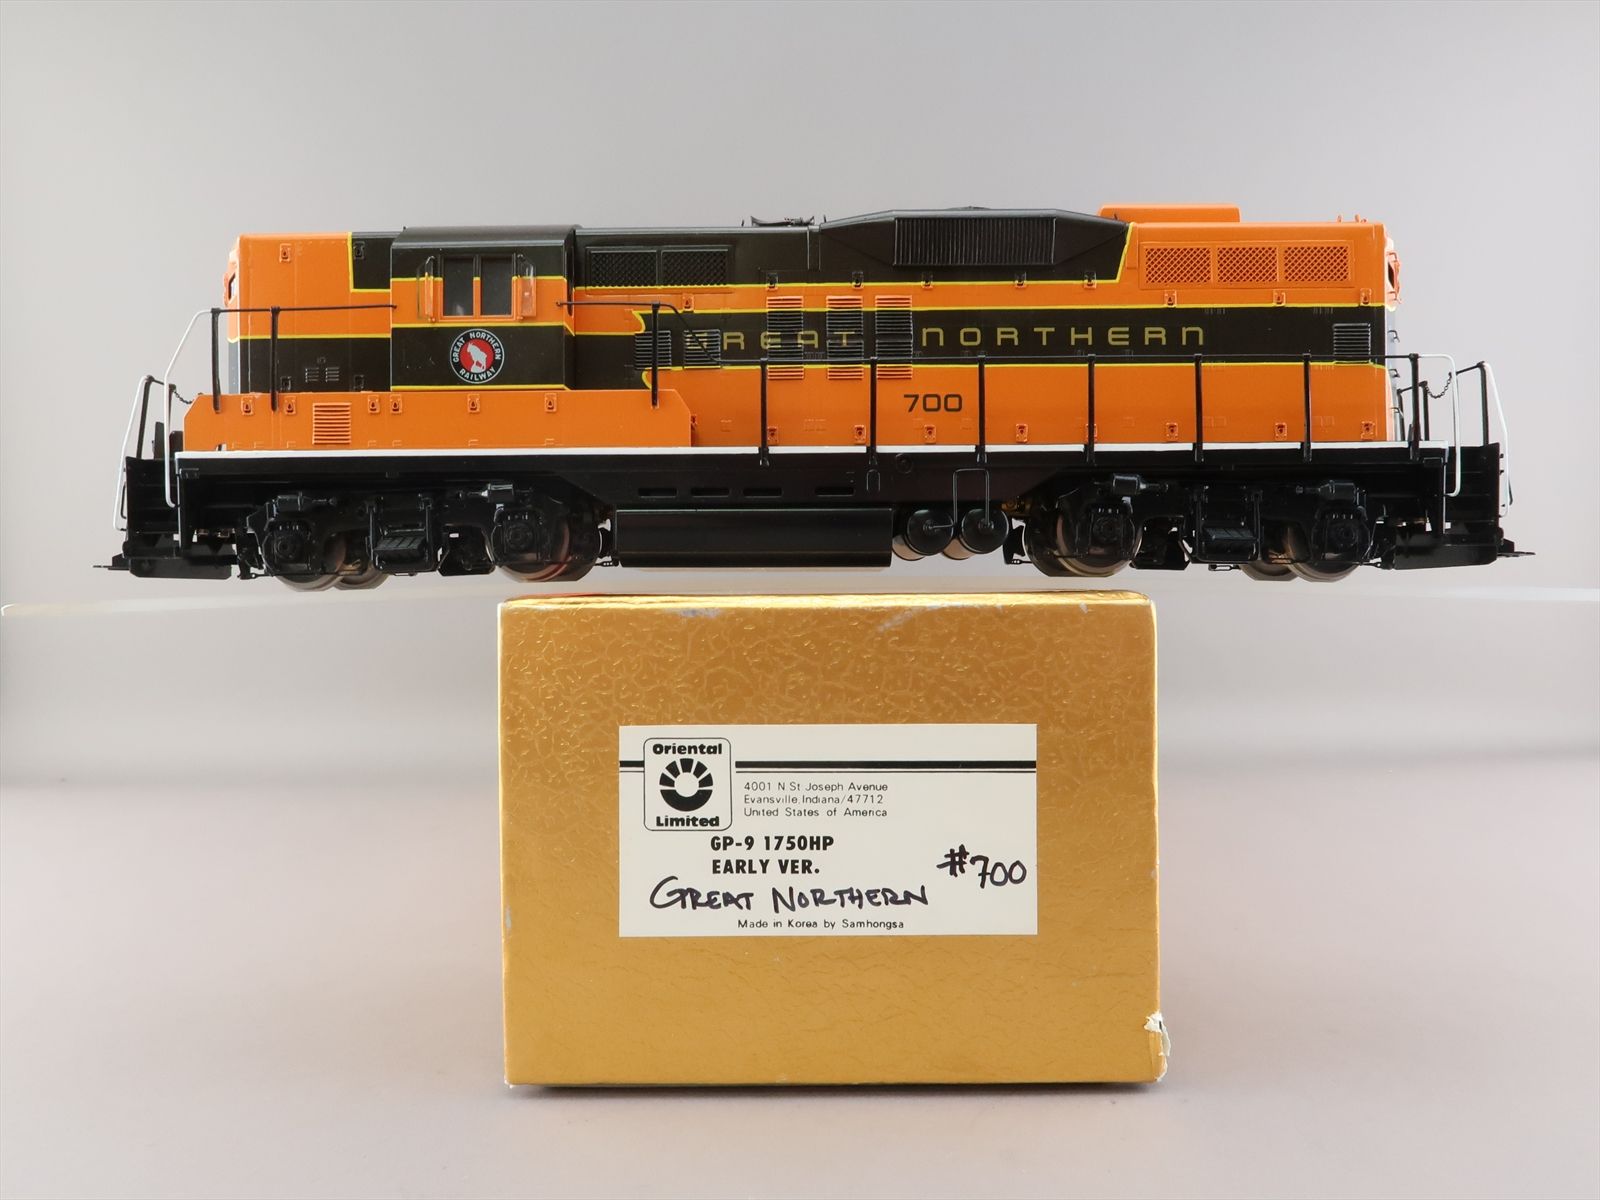 GREAT NORTHERN
GREAT NORTHERN
RAILWAY
700
Oriental
Limited
4001 N St Joseph Avenue
Evansville, Indiana/47712
United States of America
GP-9 1750HP
EARLY VER.
#700
GREAT NORTHERN
Made in Korea by Samhongsa